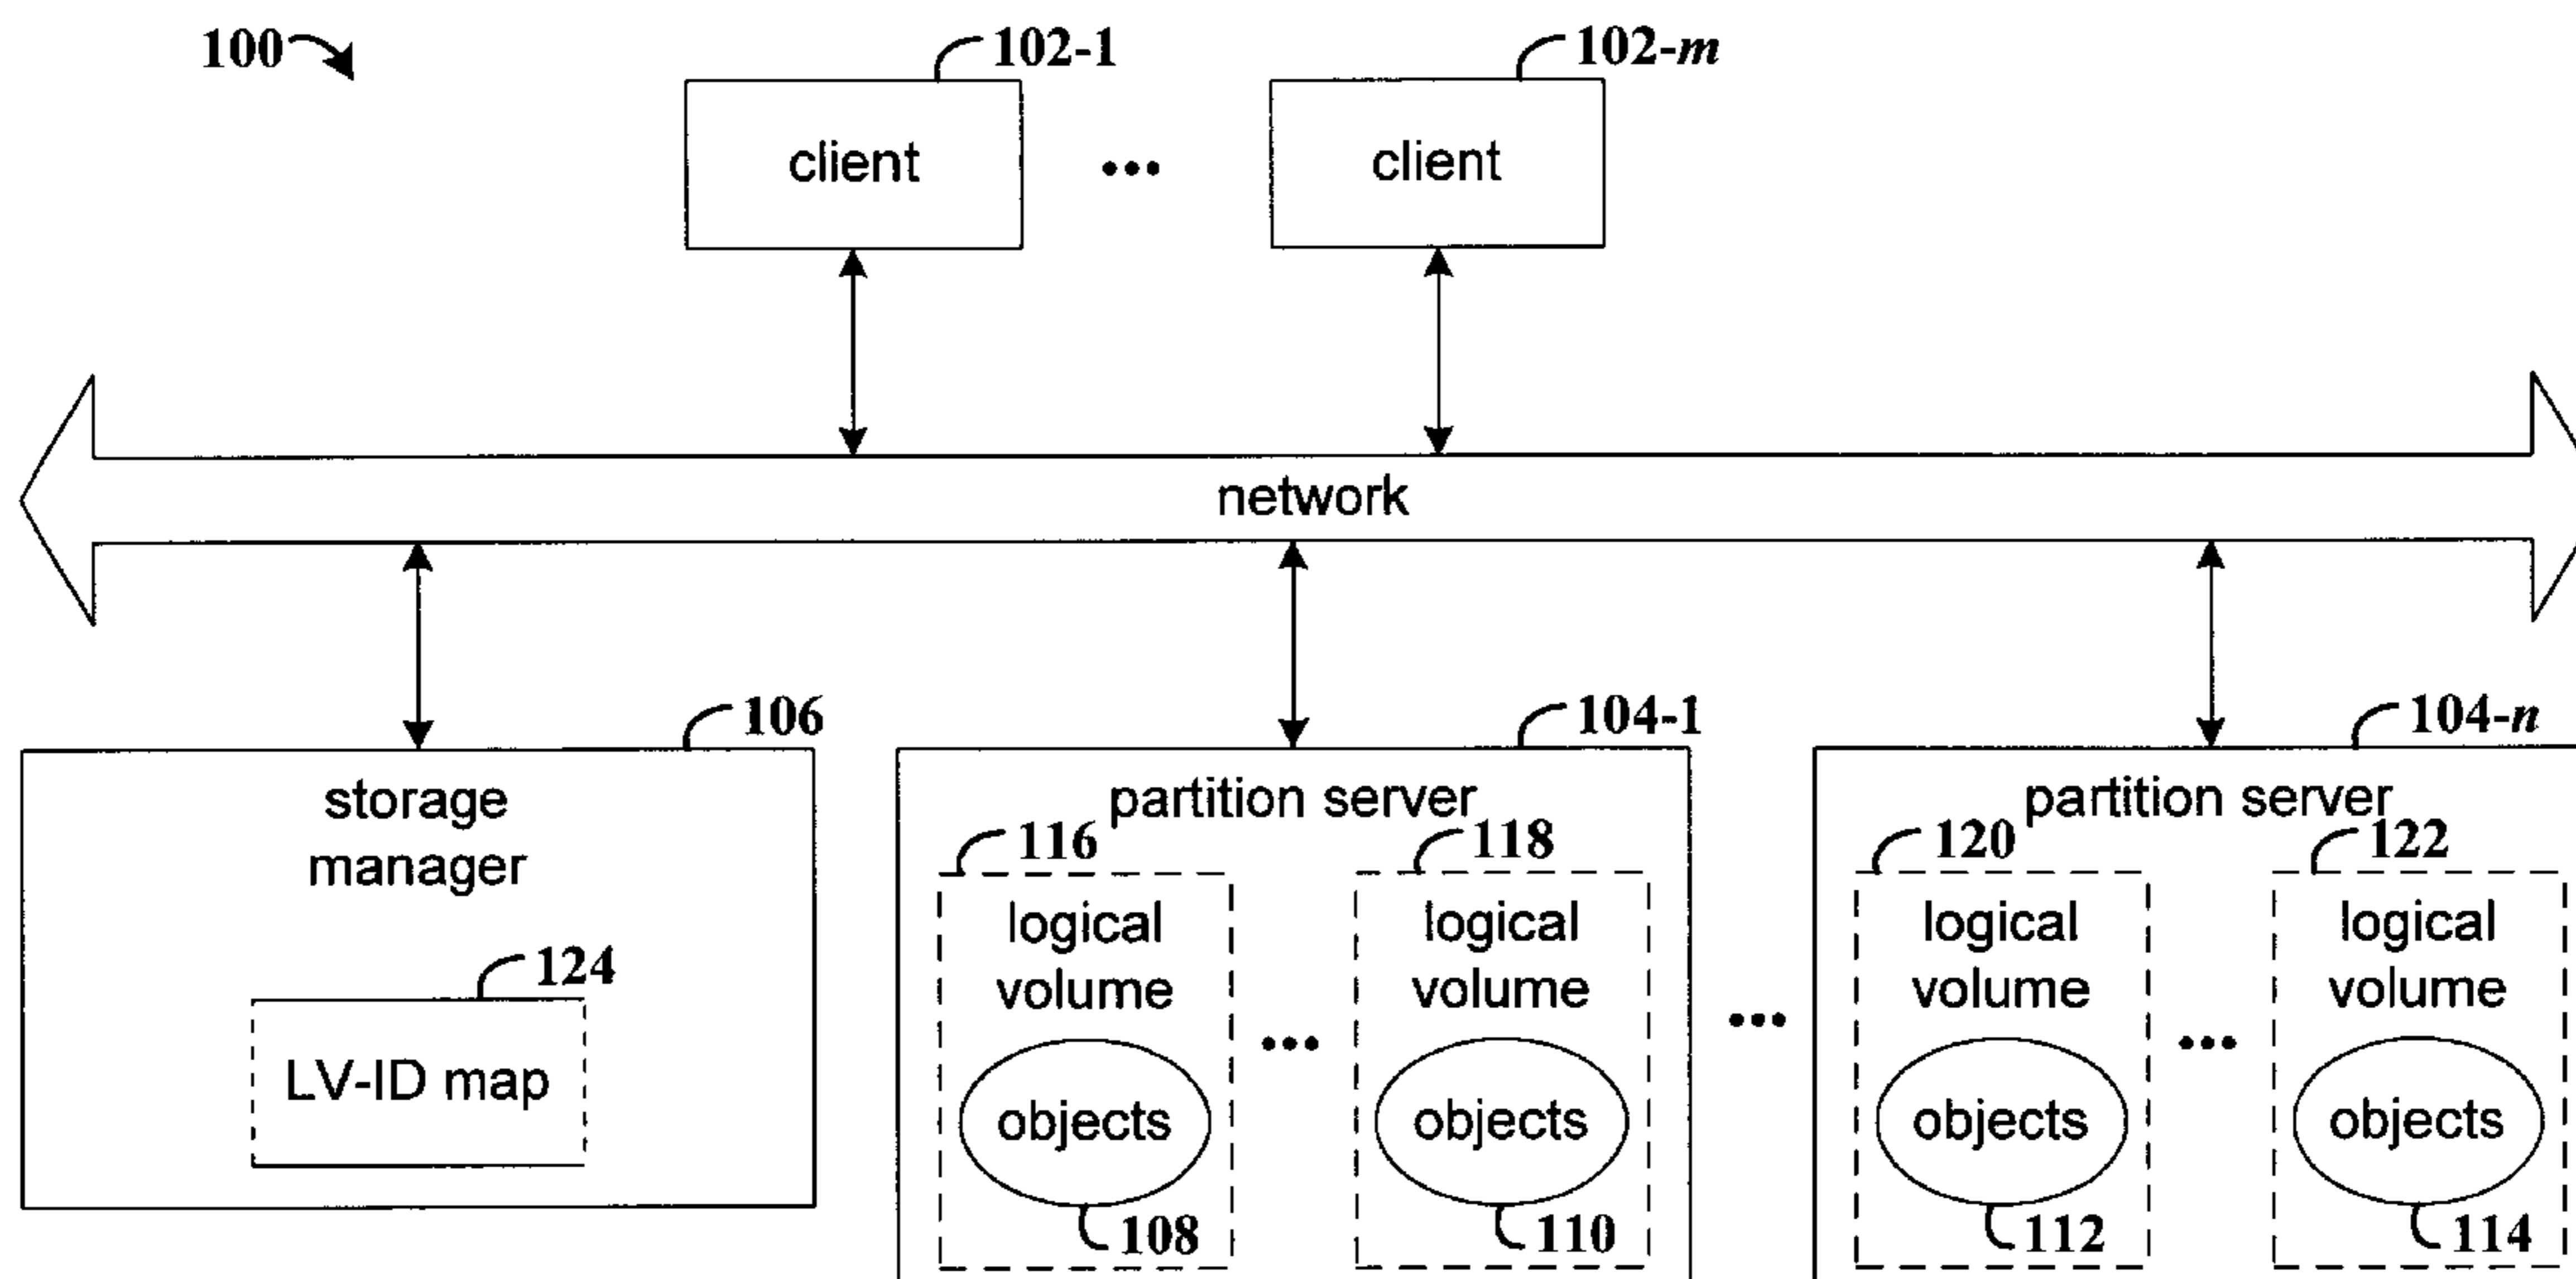 100
102-1
102-m
client
...
client
network
106
104-1
104-n
storage
manager
124
LV-ID map
partition server
116
118
logical
volume
objects
108
...
logical
volume
objects
110
...
partition server
120
122
logical
volume
objects
112
...
logical
volume
objects
114